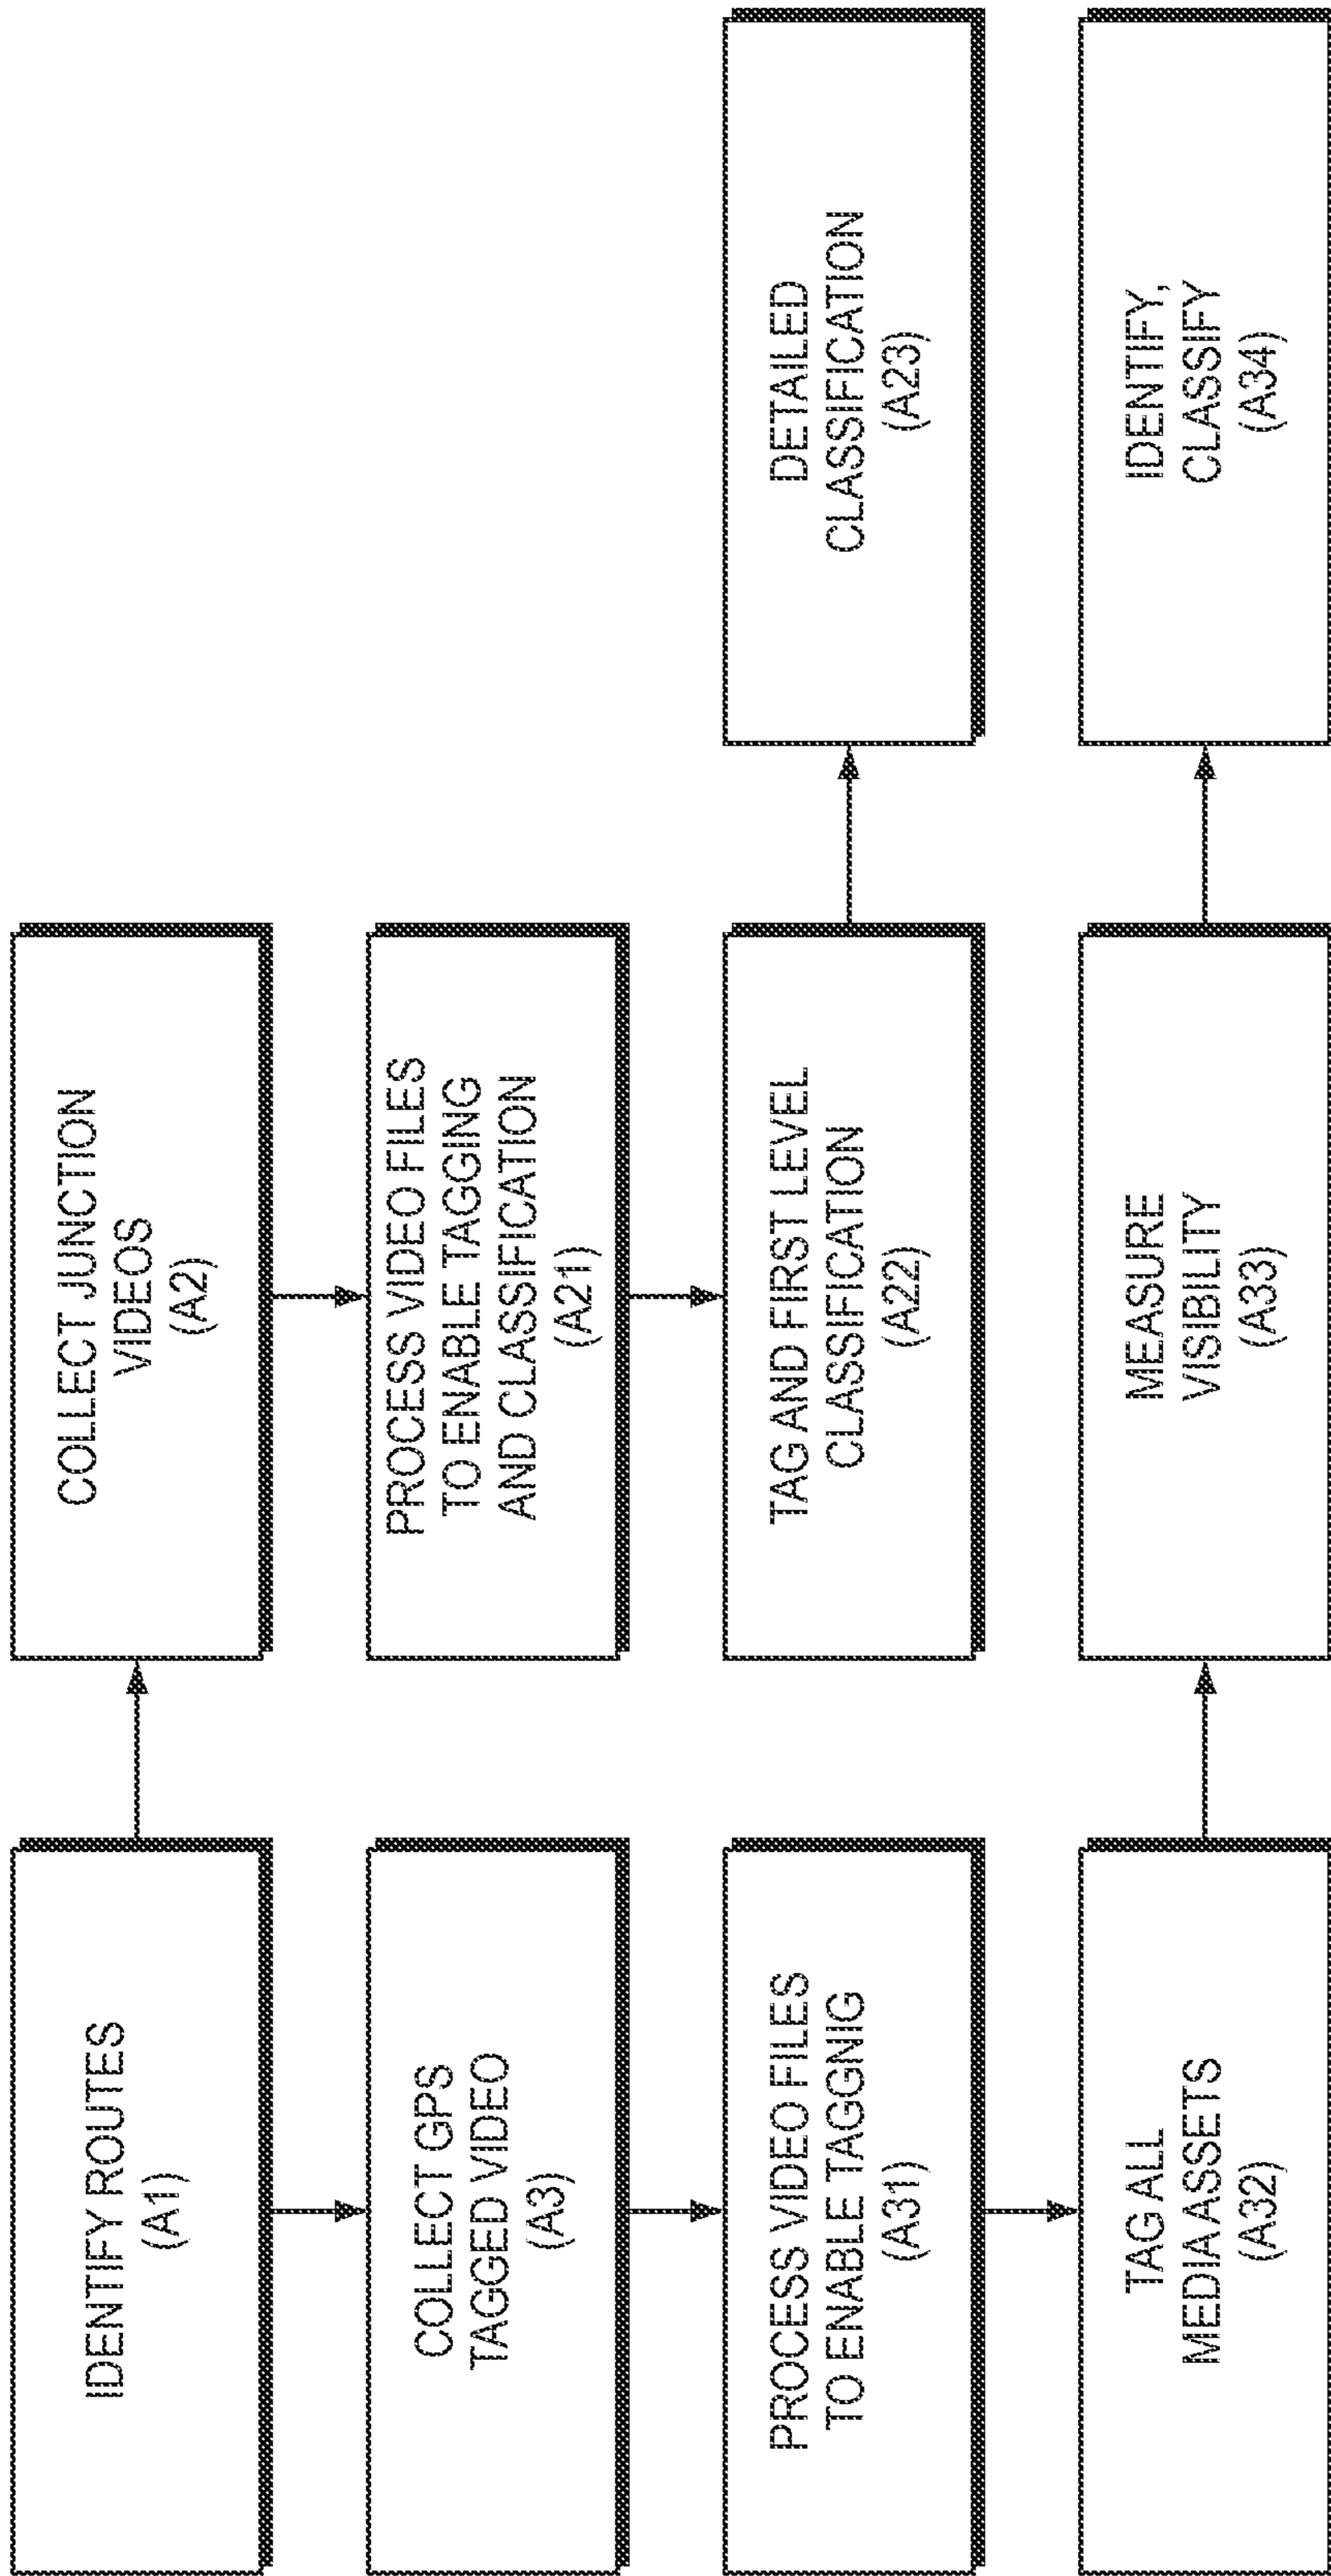 IDENTIFY ROUTES
(A1)
COLLECT JUNCTION
VIDEOS
(A2)
COLLECT GPS
TAGGED VIDEO
(A3)
PROCESS VIDEO FILES
TO ENABLE TAGGING
AND CLASSIFICATION
(A21)
PROCESS VIDEO FILES
TO ENABLE TAGGNIG
(A31)
TAG AND FIRST LEVEL
CLASSIFICATION
(A22)
DETAILED
CLASSIFICATION
(A23)
TAG ALL
MEDIA ASSETS
(A32)
MEASURE
VISIBILITY
(A33)
IDENTIFY,
CLASSIFY
(A34)